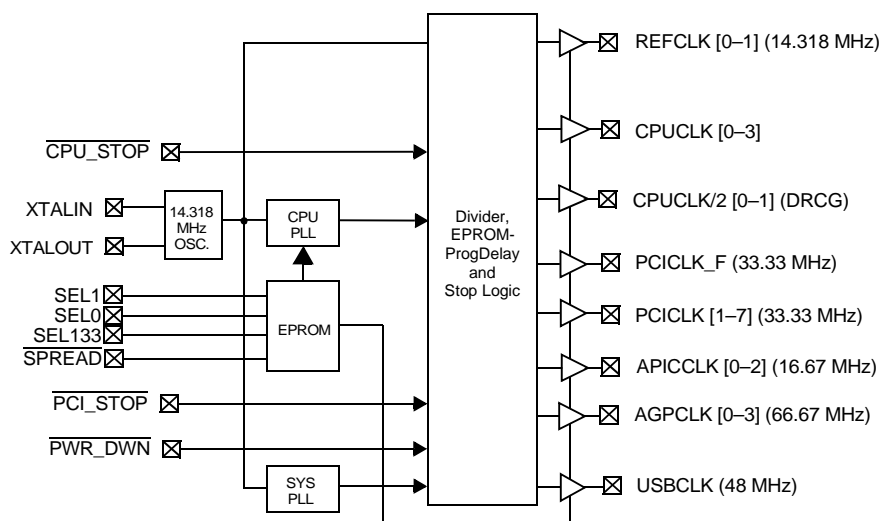 CPU_STOP
XTALIN
XTALOUT
SEL1
SEL0
SEL133
SPREAD
PCI_STOP
PWR_DWN
14.318
MHz
OSC.
CPU
PLL
EPROM
SYS
PLL
Divider,
EPROM-
ProgDelay
and
Stop Logic
REFCLK [0–1] (14.318 MHz)
CPUCLK [0–3]
CPUCLK/2 [0–1] (DRCG)
PCICLK_F (33.33 MHz)
PCICLK [1–7] (33.33 MHz)
APICCLK [0–2] (16.67 MHz)
AGPCLK [0–3] (66.67 MHz)
USBCLK (48 MHz)